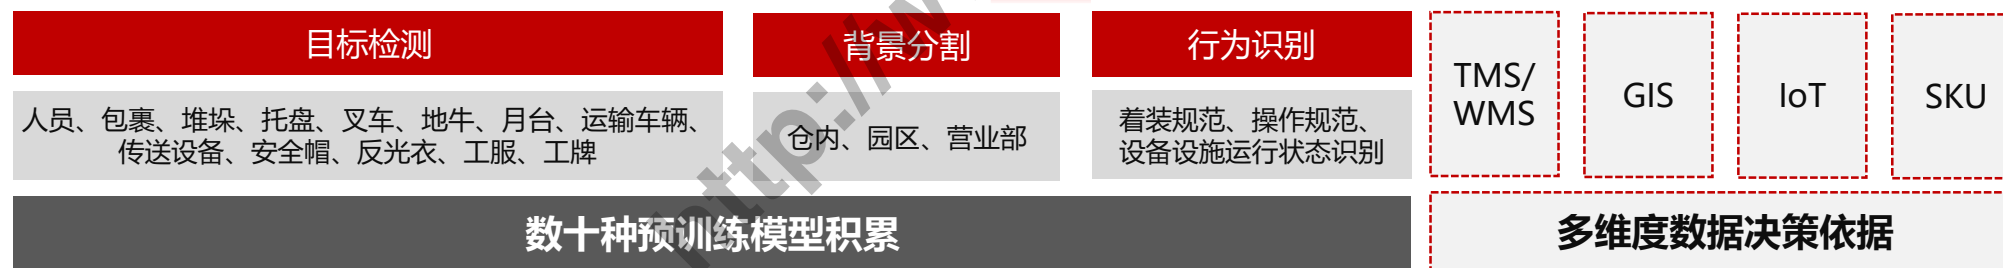 目标检测
人员、包裹、堆垛、托盘、叉车、地牛、月台、运输车辆、
传送设备、安全帽、反光衣、工服、工牌
背景分割
仓内、园区、营业部
行为识别
着装规范、操作规范、
设备设施运行状态识别
数十种预训练模型积累
TMS/
WMS
GIS
IoT
SKU
多维度数据决策依据
http://w